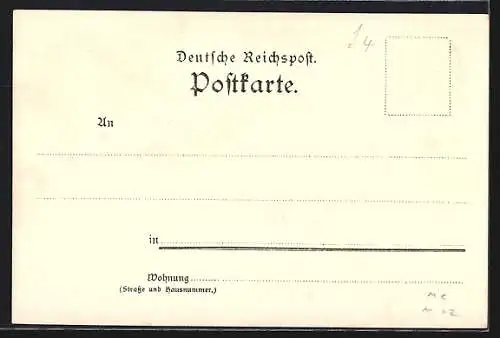 Deutſche Reichspoſt.
Poſtkarte.
An
in
Wohnung
(Straße und Hausnummer.)